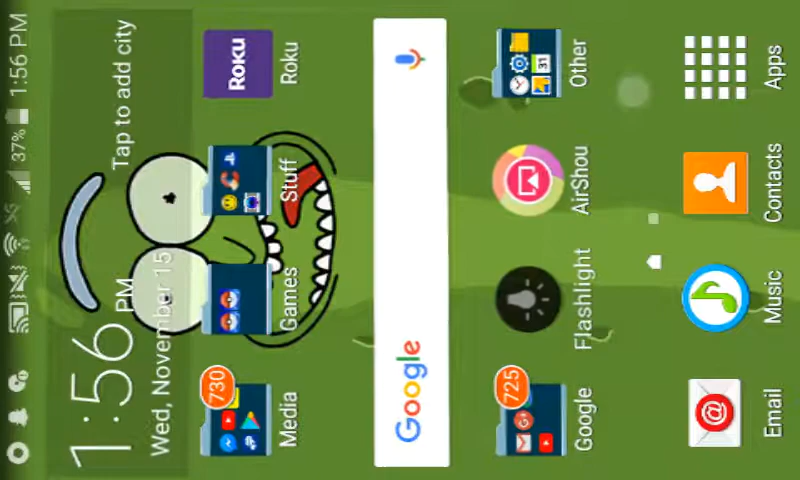 37% 1:56 PM
1:56 PM
Wed, November 15
Tap to add city
730
Media
Games
Stuff
ROKU
Roku
Google
725
Google
Flashlight
AirShou
31
Other
@
Email
Music
Contacts
Apps